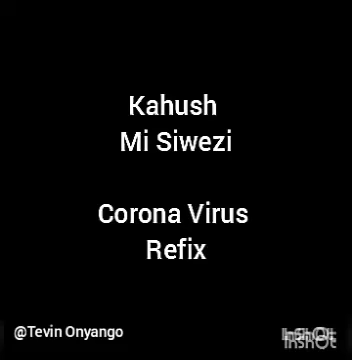 Kahush
Mi Siwezi
Corona Virus
Refix
@Tevin Onyango
InShOt